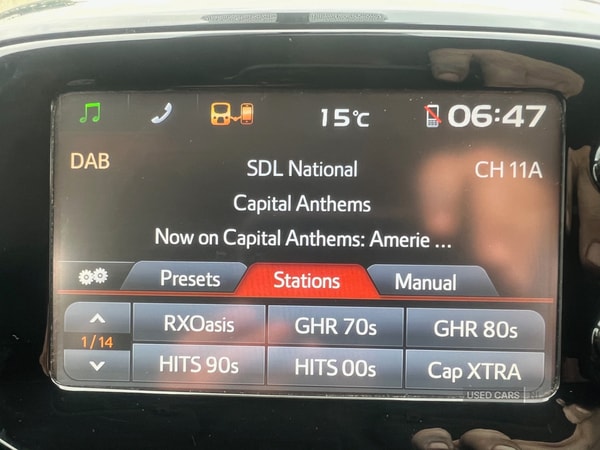 15°C 06:47
DAB SDL National CH 11A
Capital Anthems
Now on Capital Anthems: Amerie ...
Presets Stations Manual
RXOasis GHR 70s GHR 80s
1/14
HITS 90s HITS 00s Cap XTRA
USED CARS NI